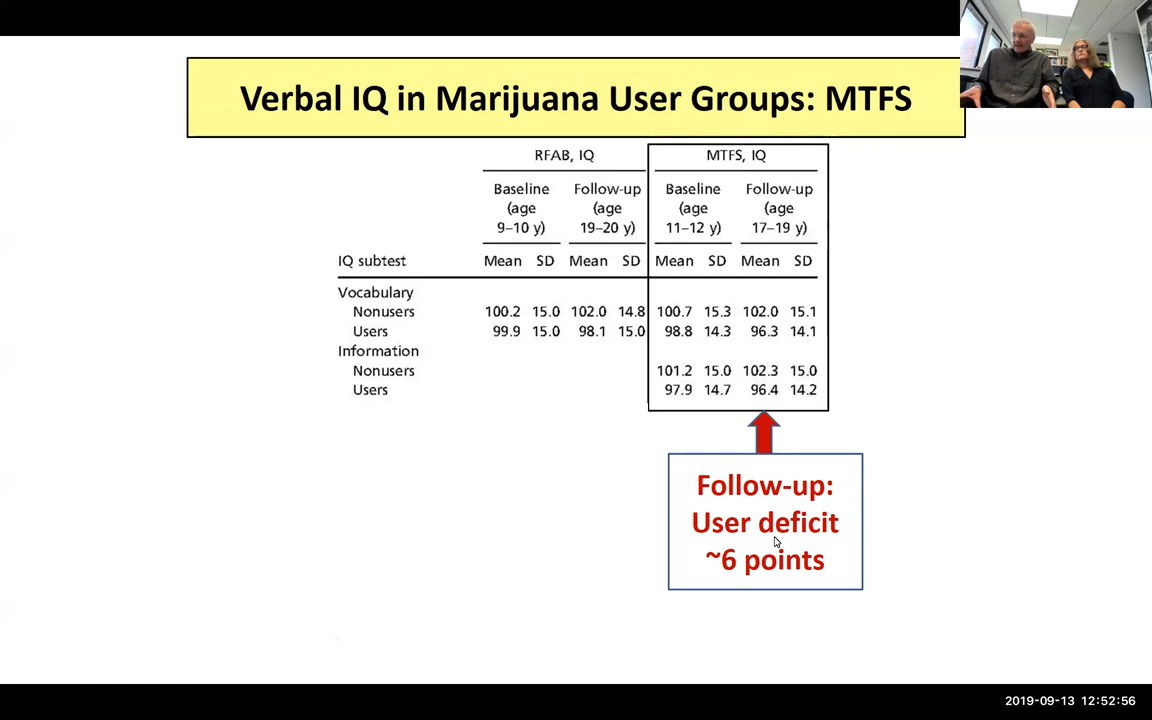 Verbal IQ in Marijuana User Groups: MTFS
RFAB, IQ MTFS, IQ
Baseline Follow-up Baseline Follow-up
(age (age (age (age
9–10 y) 19–20 y) 11–12 y) 17–19 y)
IQ subtest Mean SD Mean SD Mean SD Mean SD
Vocabulary
Nonusers 100.2 15.0 102.0 14.8 100.7 15.3 102.0 15.1
Users 99.9 15.0 98.1 15.0 98.8 14.3 96.3 14.1
Information
Nonusers 101.2 15.0 102.3 15.0
Users 97.9 14.7 96.4 14.2
Follow-up:
User deficit
~6 points
2019-09-13 12:52:56